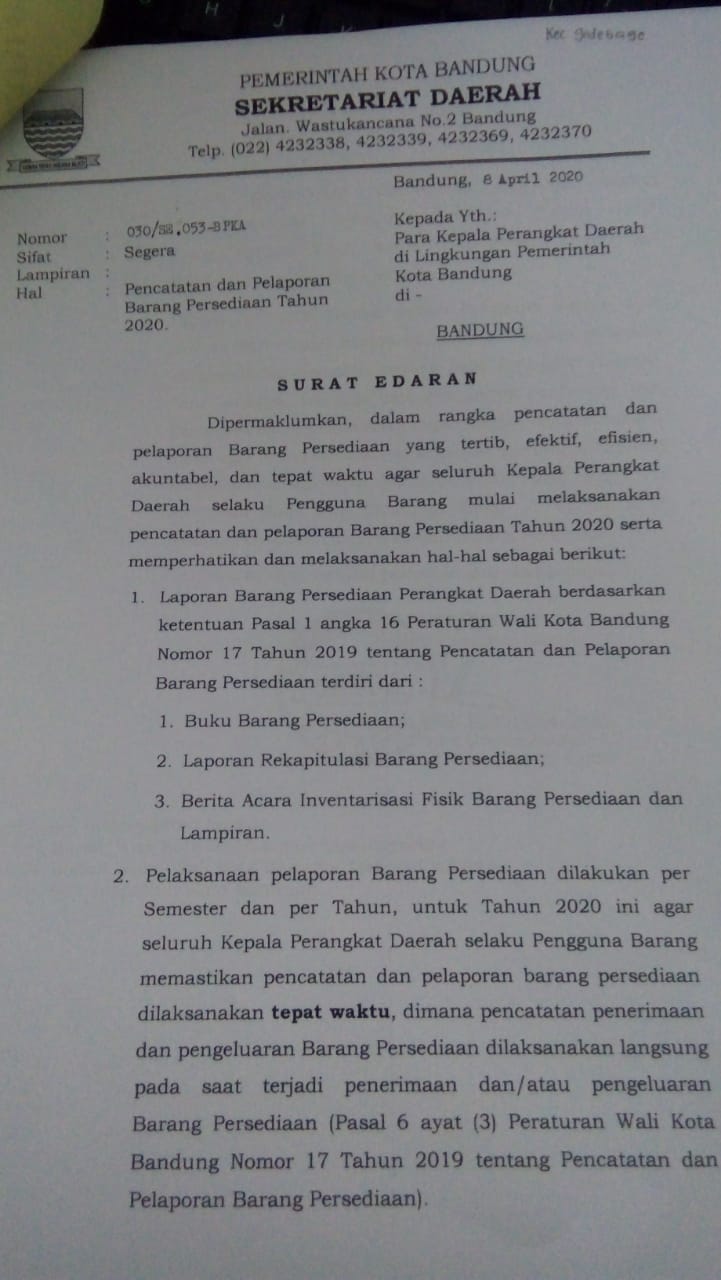 Kec Gedebage
PEMERINTAH KOTA BANDUNG
SEKRETARIAT DAERAH
Jalan. Wastukancana No.2 Bandung
Telp. (022) 4232338, 4232339, 4232369, 4232370
Bandung, 8 April 2020
Nomor : 030/SE.053-BPKA
Sifat : Segera
Lampiran :
Hal : Pencatatan dan Pelaporan
Barang Persediaan Tahun
2020.
Kepada Yth.:
Para Kepala Perangkat Daerah
di Lingkungan Pemerintah
Kota Bandung
di -
BANDUNG
SURAT EDARAN
Dipermaklumkan, dalam rangka pencatatan dan
pelaporan Barang Persediaan yang tertib, efektif, efisien,
akuntabel, dan tepat waktu agar seluruh Kepala Perangkat
Daerah selaku Pengguna Barang mulai melaksanakan
pencatatan dan pelaporan Barang Persediaan Tahun 2020 serta
memperhatikan dan melaksanakan hal-hal sebagai berikut:
1. Laporan Barang Persediaan Perangkat Daerah berdasarkan
ketentuan Pasal 1 angka 16 Peraturan Wali Kota Bandung
Nomor 17 Tahun 2019 tentang Pencatatan dan Pelaporan
Barang Persediaan terdiri dari :
1. Buku Barang Persediaan;
2. Laporan Rekapitulasi Barang Persediaan;
3. Berita Acara Inventarisasi Fisik Barang Persediaan dan
Lampiran.
2. Pelaksanaan pelaporan Barang Persediaan dilakukan per
Semester dan per Tahun, untuk Tahun 2020 ini agar
seluruh Kepala Perangkat Daerah selaku Pengguna Barang
memastikan pencatatan dan pelaporan barang persediaan
dilaksanakan tepat waktu, dimana pencatatan penerimaan
dan pengeluaran Barang Persediaan dilaksanakan langsung
pada saat terjadi penerimaan dan/atau pengeluaran
Barang Persediaan (Pasal 6 ayat (3) Peraturan Wali Kota
Bandung Nomor 17 Tahun 2019 tentang Pencatatan dan
Pelaporan Barang Persediaan).